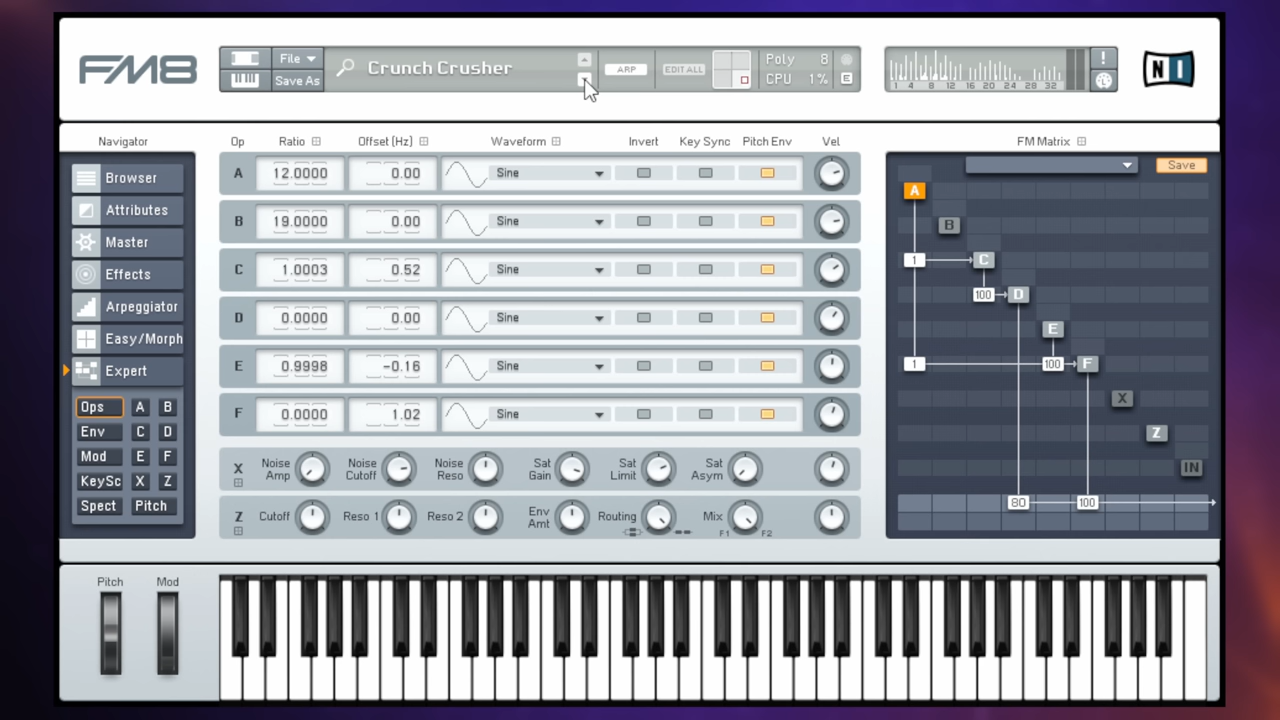 FM8
File
Save As
Crunch Crusher
ARP
EDIT ALL
Poly 8
CPU 1%
E
1 4 8 12 16 20 24 28 32
!
N I
Navigator
Browser
Attributes
Master
Effects
Arpeggiator
Easy/Morph
Expert
Ops A B
Env C D
Mod E F
KeySc X Z
Spect Pitch
Op Ratio Offset (Hz) Waveform Invert Key Sync Pitch Env Vel
A 12.0000 0.00 Sine
B 19.0000 0.00 Sine
C 1.0003 0.52 Sine
D 0.0000 0.00 Sine
E 0.9998 -0.16 Sine
F 0.0000 1.02 Sine
X Noise Amp Noise Cutoff Noise Reso Sat Gain Sat Limit Sat Asym
Z Cutoff Reso 1 Reso 2 Env Amt Routing Mix F1 F2
FM Matrix
Save
A
B
1 C
100 D
E
1 100 F
X
Z
IN
80 100
Pitch Mod